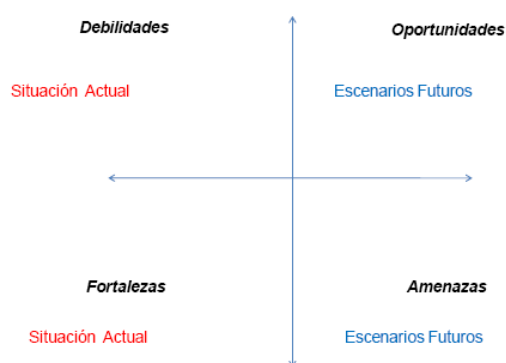 Debilidades
Oportunidades
Situación Actual
Escenarios Futuros
Fortalezas
Amenazas
Situación Actual
Escenarios Futuros